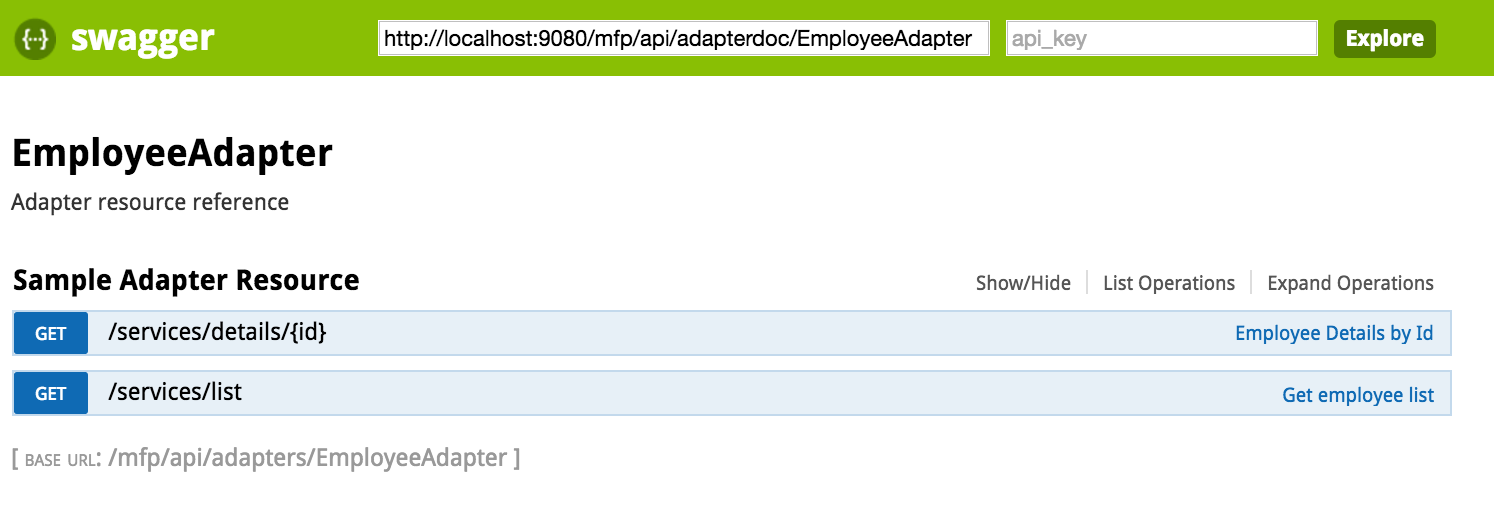 {···} swagger http://localhost:9080/mfp/api/adapterdoc/EmployeeAdapter api_key Explore
EmployeeAdapter
Adapter resource reference
Sample Adapter Resource Show/Hide List Operations Expand Operations
GET /services/details/{id} Employee Details by Id
GET /services/list Get employee list
[ BASE URL: /mfp/api/adapters/EmployeeAdapter ]